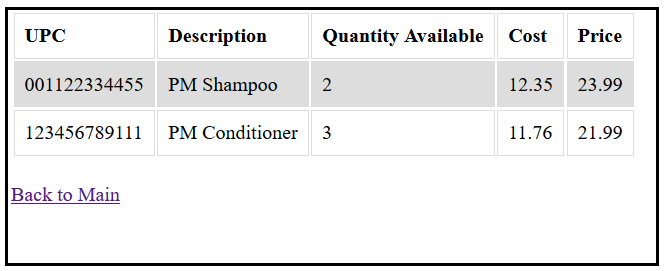 UPC Description Quantity Available Cost Price
001122334455 PM Shampoo 2 12.35 23.99
123456789111 PM Conditioner 3 11.76 21.99
Back to Main